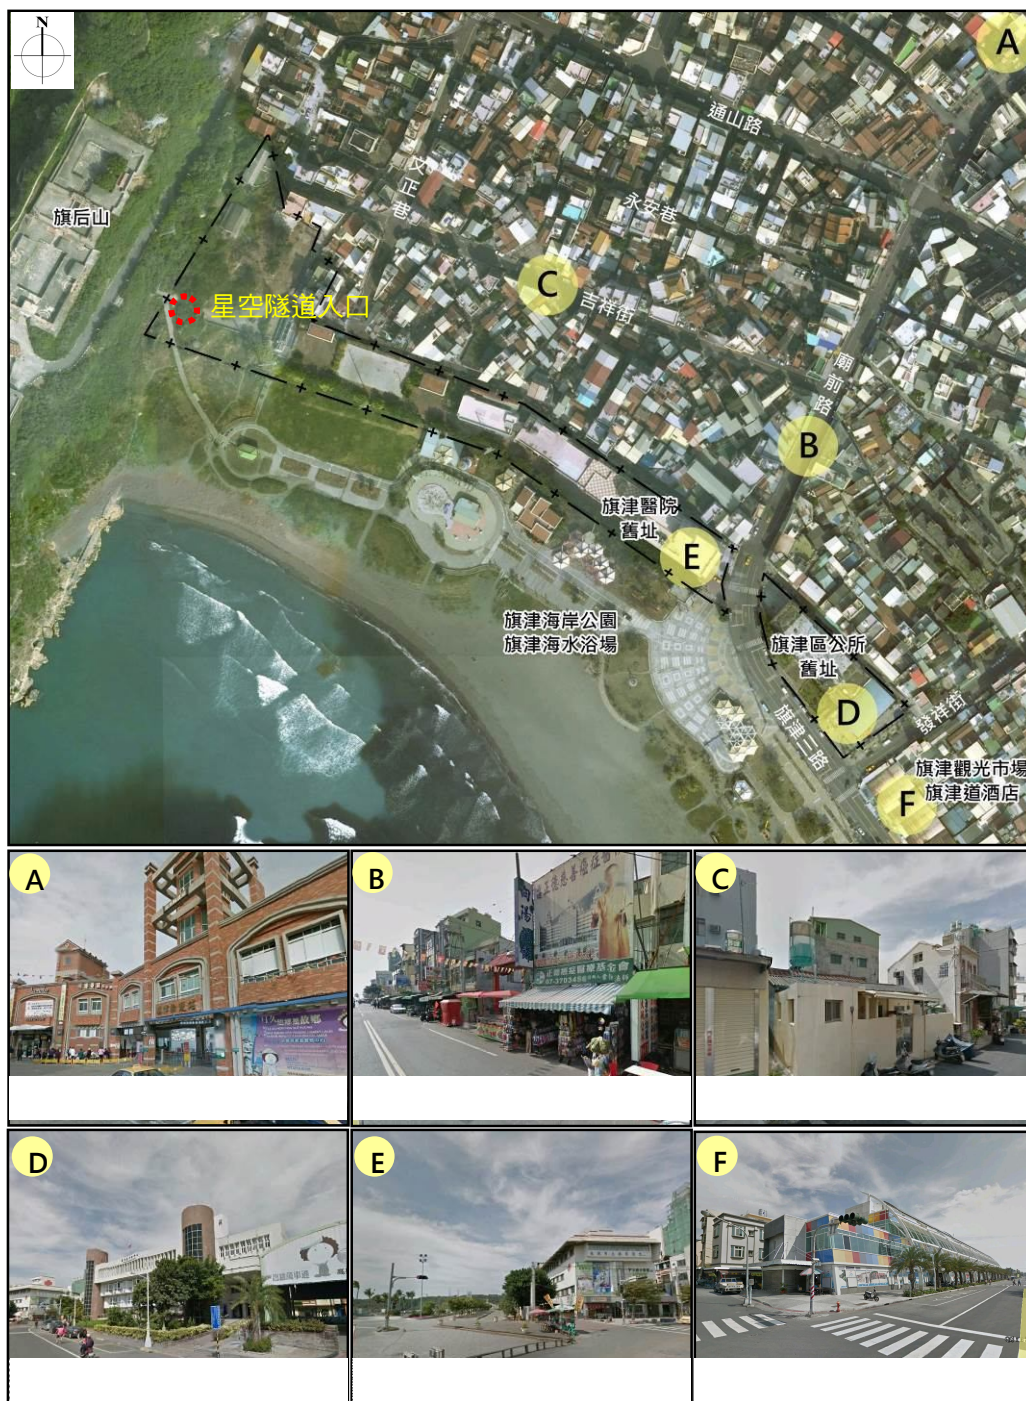 N
A
通山路
文正巷
永安巷
旗后山
C
吉祥街
星空隧道入口
廟前路
B
旗津醫院
舊址
E
旗津海岸公園
旗津海水浴場
旗津區公所
舊址
D
發祥街
旗津二路
旗津觀光市場
旗津道酒店
F
A
B
C
D
E
F